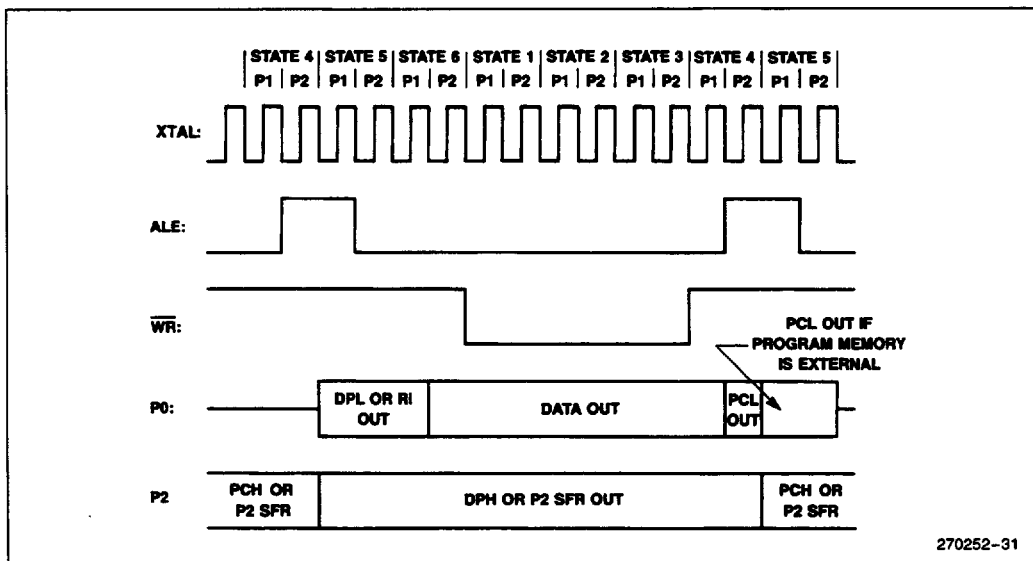 STATE 4 | STATE 5 | STATE 6 | STATE 1 | STATE 2 | STATE 3 | STATE 4 | STATE 5
P1 | P2 | P1 | P2 | P1 | P2 | P1 | P2 | P1 | P2 | P1 | P2 | P1 | P2 | P1 | P2
XTAL:
ALE:
WR:
PCL OUT IF
PROGRAM MEMORY
IS EXTERNAL
P0:
DPL OR RI
OUT
DATA OUT
PCL
OUT
P2
PCH OR
P2 SFR
DPH OR P2 SFR OUT
PCH OR
P2 SFR
270252-31